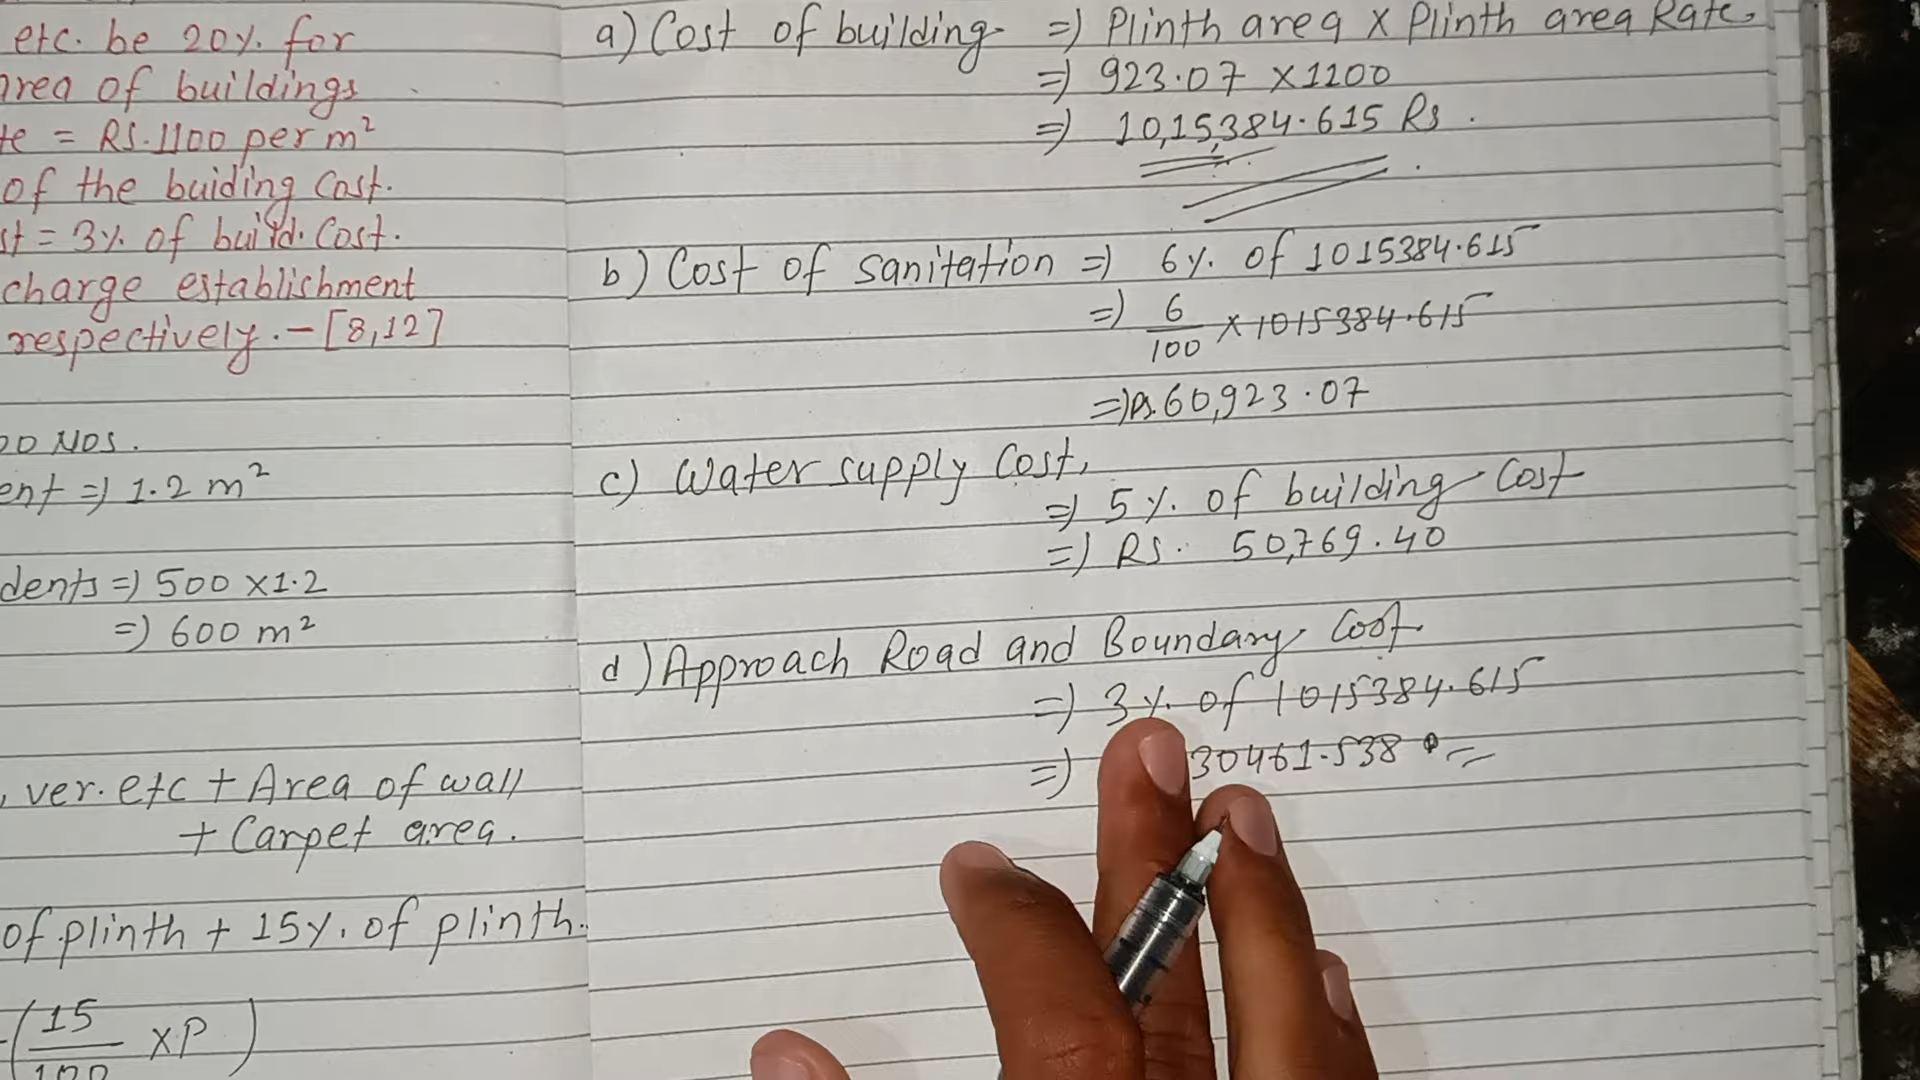 etc. be 20%. for
area of buildings
te = RS.1100 per m²
of the buiding Cost.
st = 3%. of build. Cost.
charge establishment
respectively. - [8,12]
00 NOS.
ent => 1.2 m²
dents => 500 x1.2
=> 600 m²
, ver. etc + Area of wall
+ Carpet area.
of plinth + 15%. of plinth.
(15/100 XP)
a) Cost of building => Plinth area x Plinth area Rate.
=> 923.07 x1100
=> 10,15,384.615 Rs.
b) Cost of sanitation => 6%. of 1015384.615
=> 6/100 x 1015384.615
=> Rs. 60,923.07
c) Water supply Cost,
=> 5%. of building Cost
=> RS. 50,769.40
d) Approach Road and Boundary Cost.
=> 3%. of 1015384.615
=> 30461.538 =